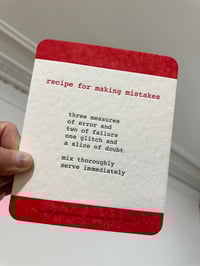 recipe for making mistakes
three measures
of error and
two of failure
one glitch and
a slice of doubt
mix thoroughly
serve immediately